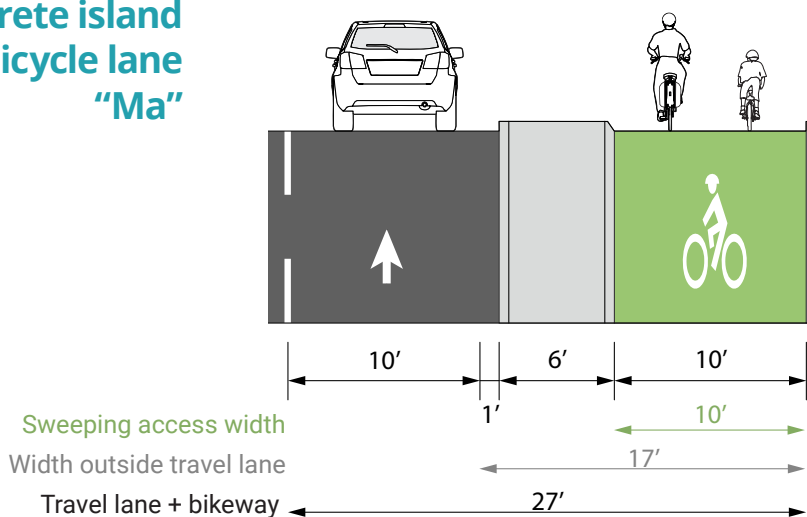 rete island
icycle lane
“Ma”
10’ 6’ 10’
1’
Sweeping access width 10’
Width outside travel lane 17’
Travel lane + bikeway 27’